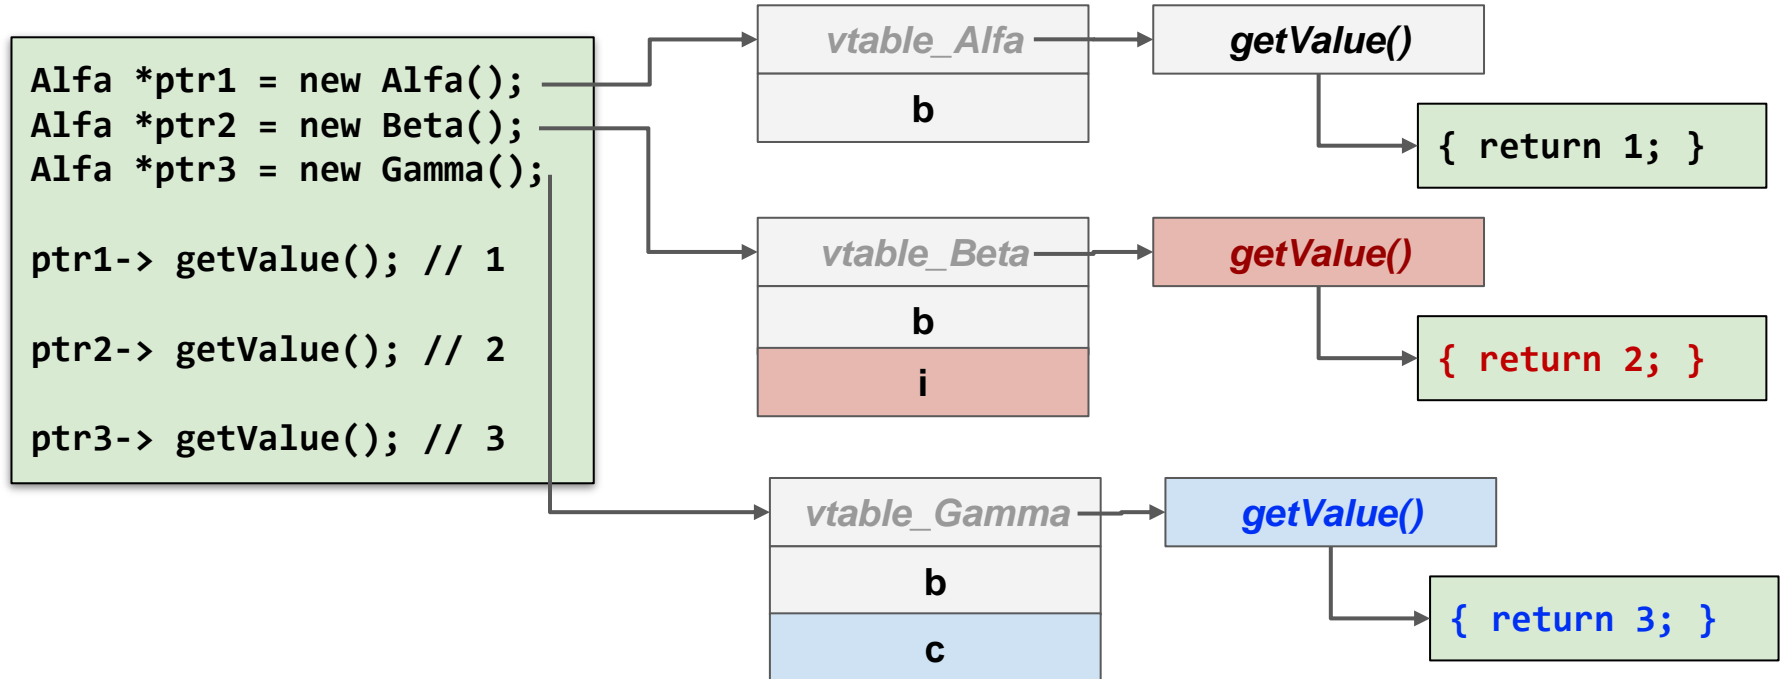 Alfa *ptr1 = new Alfa();
Alfa *ptr2 = new Beta();
Alfa *ptr3 = new Gamma();
ptr1-> getValue(); // 1
ptr2-> getValue(); // 2
ptr3-> getValue(); // 3
vtable_Alfa
b
getValue()
{ return 1; }
vtable_Beta
b
i
getValue()
{ return 2; }
vtable_Gamma
b
c
getValue()
{ return 3; }